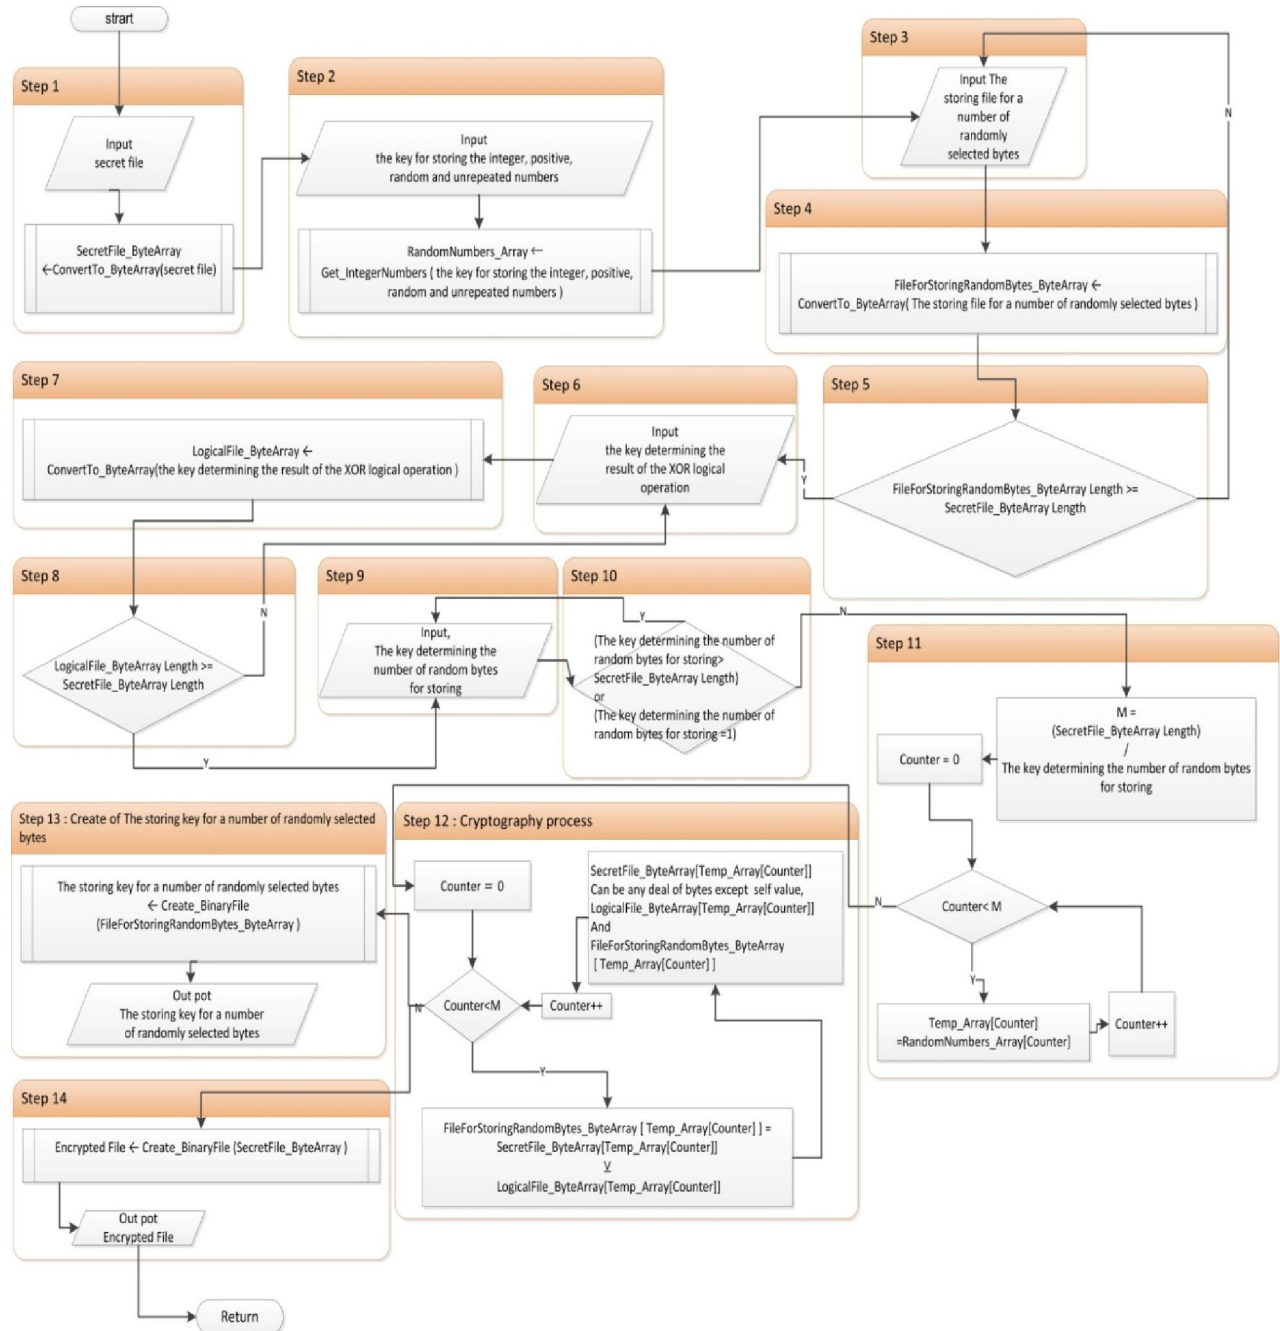 strart
Step 1
Input
secret file
SecretFile_ByteArray
←ConvertTo_ByteArray(secret file)
Step 2
Input
the key for storing the integer, positive,
random and unrepeated numbers
RandomNumbers_Array ←
Get_IntegerNumbers ( the key for storing the integer, positive,
random and unrepeated numbers )
Step 3
Input The
storing file for a
number of
randomly
selected bytes
N
Step 4
FileForStoringRandomBytes_ByteArray ←
ConvertTo_ByteArray( The storing file for a number of randomly selected bytes )
Step 5
FileForStoringRandomBytes_ByteArray Length >=
SecretFile_ByteArray Length
Y
Step 6
Input
the key determining the
result of the XOR logical
operation
Step 7
LogicalFile_ByteArray ←
ConvertTo_ByteArray(the key determining the result of the XOR logical operation )
Step 8
LogicalFile_ByteArray Length >=
SecretFile_ByteArray Length
N
Y
Step 9
Input,
The key determining the
number of random bytes
for storing
Step 10
Y
(The key determining the number of
random bytes for storing>
SecretFile_ByteArray Length)
or
(The key determining the number of
random bytes for storing =1)
N
Step 11
M =
(SecretFile_ByteArray Length)
/
The key determining the number of random bytes
for storing
Counter = 0
Counter< M
N
Y
Temp_Array[Counter]
=RandomNumbers_Array[Counter]
Counter++
Step 12 : Cryptography process
Counter = 0
Counter<M
N
Y
FileForStoringRandomBytes_ByteArray [ Temp_Array[Counter] ] =
SecretFile_ByteArray[Temp_Array[Counter]]
⊻
LogicalFile_ByteArray[Temp_Array[Counter]]
SecretFile_ByteArray[Temp_Array[Counter]]
Can be any deal of bytes except self value,
LogicalFile_ByteArray[Temp_Array[Counter]]
And
FileForStoringRandomBytes_ByteArray
[ Temp_Array[Counter] ]
Counter++
Step 13 : Create of The storing key for a number of randomly selected
bytes
The storing key for a number of randomly selected bytes
← Create_BinaryFile
(FileForStoringRandomBytes_ByteArray )
Out pot
The storing key for a number
of randomly selected bytes
Step 14
Encrypted File ← Create_BinaryFile (SecretFile_ByteArray )
Out pot
Encrypted File
Return